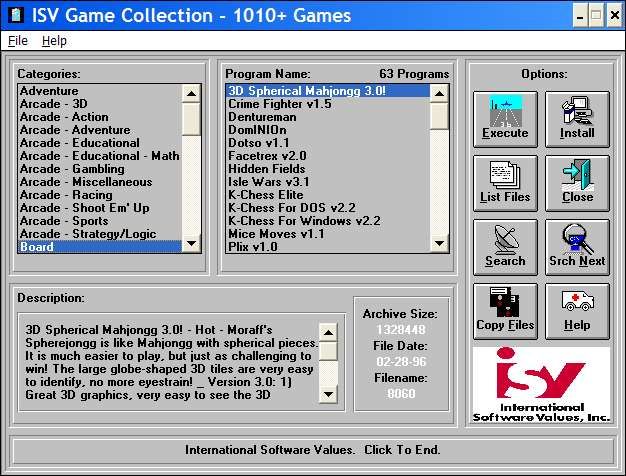 ISV Game Collection - 1010+ Games
File Help
Categories:
Adventure
Arcade - 3D
Arcade - Action
Arcade - Adventure
Arcade - Educational
Arcade - Educational - Math
Arcade - Gambling
Arcade - Miscellaneous
Arcade - Racing
Arcade - Shoot Em' Up
Arcade - Sports
Arcade - Strategy/Logic
Board
Program Name: 63 Programs
3D Spherical Mahjongg 3.0!
Crime Fighter v1.5
Dentureman
DomINIOn
Dotso v1.1
Facetrex v2.0
Hidden Fields
Isle Wars v3.1
K-Chess Elite
K-Chess For DOS v2.2
K-Chess For Windows v2.2
Mice Moves v1.1
Plix v1.0
Options:
Execute
Install
List Files
Close
Search
Srch Next
Copy Files
Help
Description:
3D Spherical Mahjongg 3.0! - Hot - Moraff's
Spherejongg is like Mahjongg with spherical pieces.
It is much easier to play, but just as challenging to
win! The large globe-shaped 3D tiles are very easy
to identify, no more eyestrain! _ Version 3.0: 1)
Great 3D graphics, very easy to see the 3D
Archive Size:
1328448
File Date:
02-28-96
Filename:
8060
isv
International
Software Values, Inc.
International Software Values. Click To End.